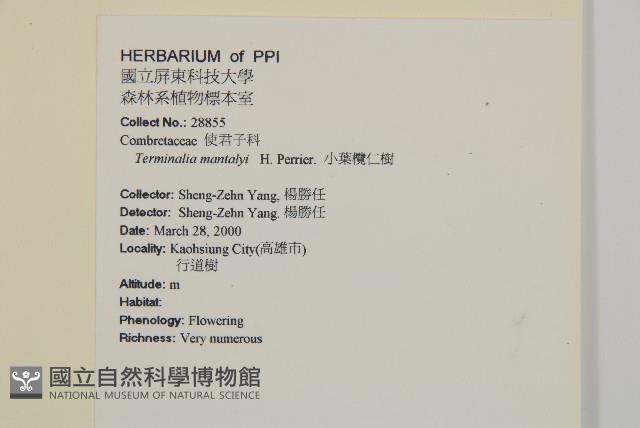 HERBARIUM of PPI
國立屏東科技大學
森林系植物標本室
Collect No.: 28855
Combretaceae 使君子科
Terminalia mantalyi H. Perrier. 小葉欖仁樹
Collector: Sheng-Zehn Yang, 楊勝任
Detector: Sheng-Zehn Yang, 楊勝任
Date: March 28, 2000
Locality: Kaohsiung City(高雄市)
行道樹
Altitude: m
Habitat:
Phenology: Flowering
Richness: Very numerous
國立自然科學博物館
NATIONAL MUSEUM OF NATURAL SCIENCE